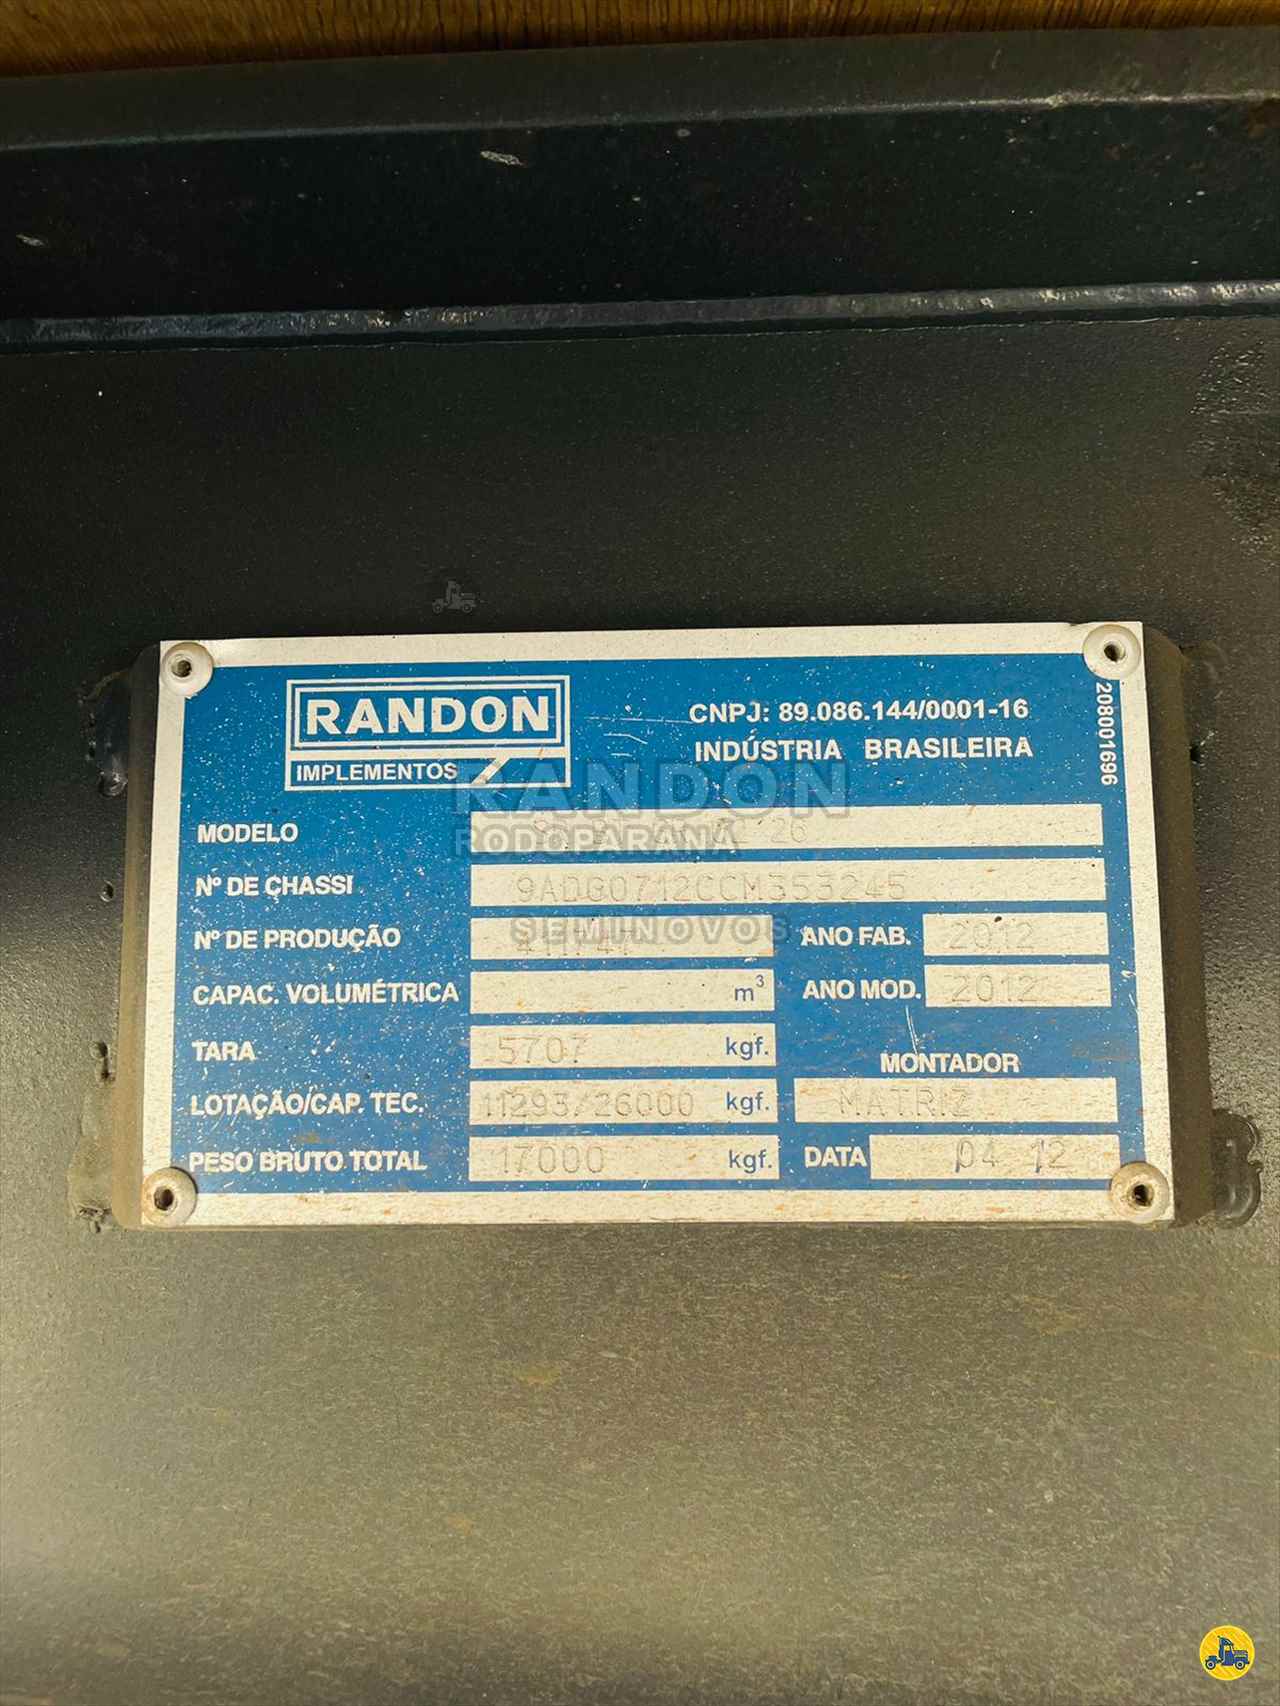 RANDON
IMPLEMENTOS
CNPJ: 89.086.144/0001-16
INDÚSTRIA BRASILEIRA
208001696
RANDON
RODOPARANÁ
SEMINOVOS
MODELO 26
Nº DE CHASSI 9ADG0712CCM353245
Nº DE PRODUÇÃO
ANO FAB. 2012
CAPAC. VOLUMÉTRICA m³
ANO MOD. 2012
TARA 5707 kgf.
MONTADOR
LOTAÇÃO/CAP. TEC. 11293/26000 kgf.
MATRIZ
PESO BRUTO TOTAL 17000 kgf.
DATA 04 12